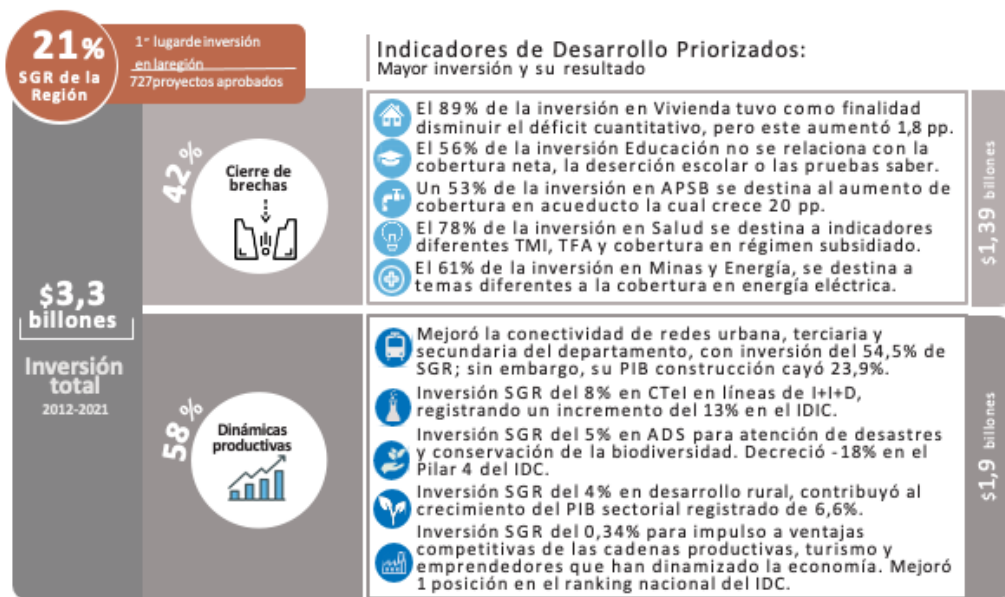 21%
SGR de la
Región
1er lugarde inversión
en laregión
727proyectos aprobados
Indicadores de Desarrollo Priorizados:
Mayor inversión y su resultado
$3,3
billones
Inversión
total
2012-2021
42%
Cierre de
brechas
El 89% de la inversión en Vivienda tuvo como finalidad
disminuir el déficit cuantitativo, pero este aumentó 1,8 pp.
El 56% de la inversión Educación no se relaciona con la
cobertura neta, la deserción escolar o las pruebas saber.
Un 53% de la inversión en APSB se destina al aumento de
cobertura en acueducto la cual crece 20 pp.
El 78% de la inversión en Salud se destina a indicadores
diferentes TMI, TFA y cobertura en régimen subsidiado.
El 61% de la inversión en Minas y Energía, se destina a
temas diferentes a la cobertura en energía eléctrica.
$1,39 billones
58%
Dinámicas
productivas
Mejoró la conectividad de redes urbana, terciaria y
secundaria del departamento, con inversión del 54,5% de
SGR; sin embargo, su PIB construcción cayó 23,9%.
Inversión SGR del 8% en CTeI en líneas de I+I+D,
registrando un incremento del 13% en el IDIC.
Inversión SGR del 5% en ADS para atención de desastres
y conservación de la biodiversidad. Decreció -18% en el
Pilar 4 del IDC.
Inversión SGR del 4% en desarrollo rural, contribuyó al
crecimiento del PIB sectorial registrado de 6,6%.
Inversión SGR del 0,34% para impulso a ventajas
competitivas de las cadenas productivas, turismo y
emprendedores que han dinamizado la economía. Mejoró
1 posición en el ranking nacional del IDC.
$1,9 billones